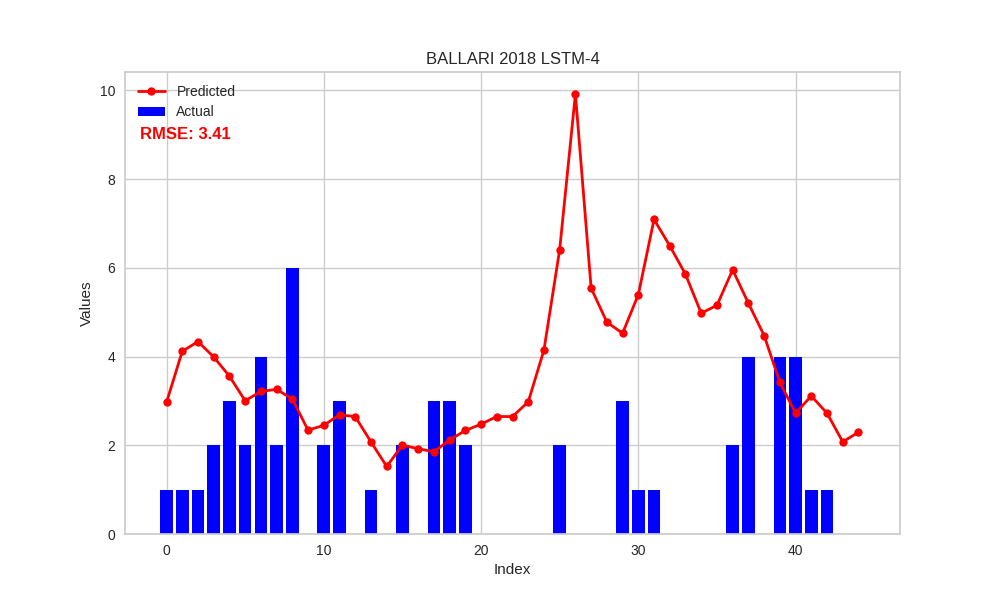 BALLARI 2018 LSTM-4
Predicted
Actual
RMSE: 3.41
Values
10
8
6
4
2
0
0 10 20 30 40
Index